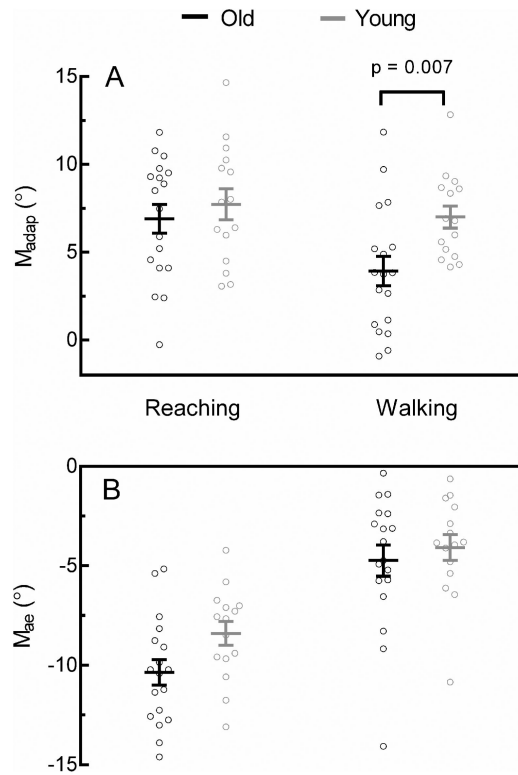 Old Young
A
p = 0.007
15
10
5
0
Madap (°)
Reaching Walking
B
0
-5
-10
-15
Mae (°)